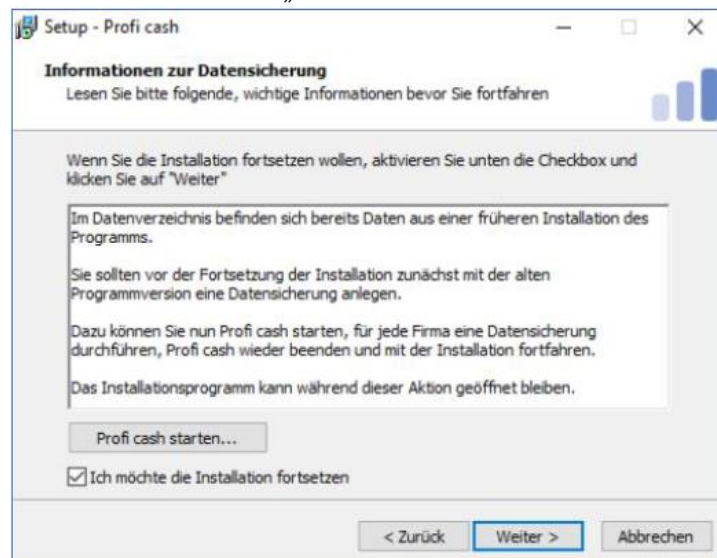 „
Setup - Profi cash
Informationen zur Datensicherung
Lesen Sie bitte folgende, wichtige Informationen bevor Sie fortfahren
Wenn Sie die Installation fortsetzen wollen, aktivieren Sie unten die Checkbox und
klicken Sie auf "Weiter"
Im Datenverzeichnis befinden sich bereits Daten aus einer früheren Installation des
Programms.
Sie sollten vor der Fortsetzung der Installation zunächst mit der alten
Programmversion eine Datensicherung anlegen.
Dazu können Sie nun Profi cash starten, für jede Firma eine Datensicherung
durchführen, Profi cash wieder beenden und mit der Installation fortfahren.
Das Installationsprogramm kann während dieser Aktion geöffnet bleiben.
Profi cash starten...
Ich möchte die Installation fortsetzen
< Zurück
Weiter >
Abbrechen